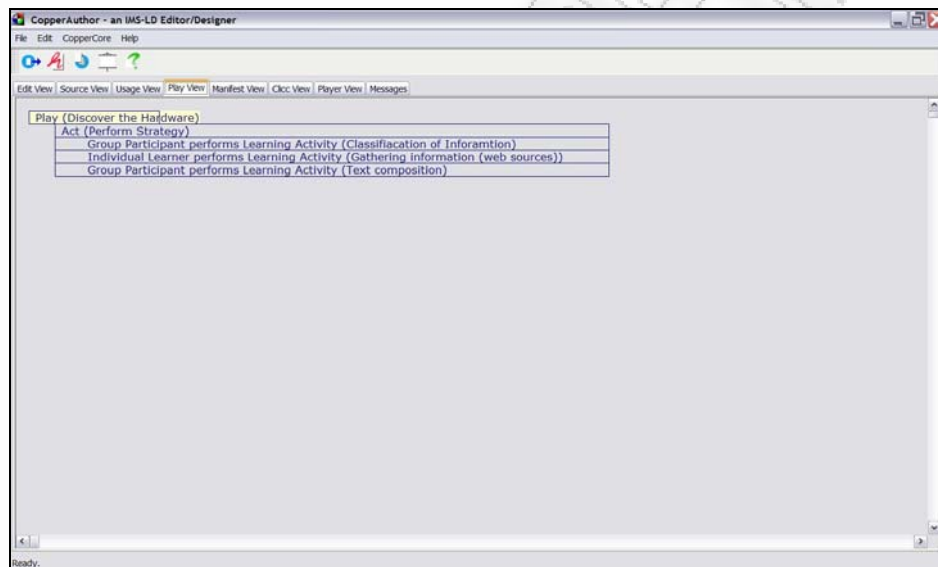 CopperAuthor - an IMS-LD Editor/Designer
File Edit CopperCore Help
Edit View Source View Usage View Play View Manifest View Clicc View Player View Messages
Play (Discover the Hardware)
Act (Perform Strategy)
Group Participant performs Learning Activity (Classifiacation of Inforamtion)
Individual Learner performs Learning Activity (Gathering information (web sources))
Group Participant performs Learning Activity (Text composition)
Ready.